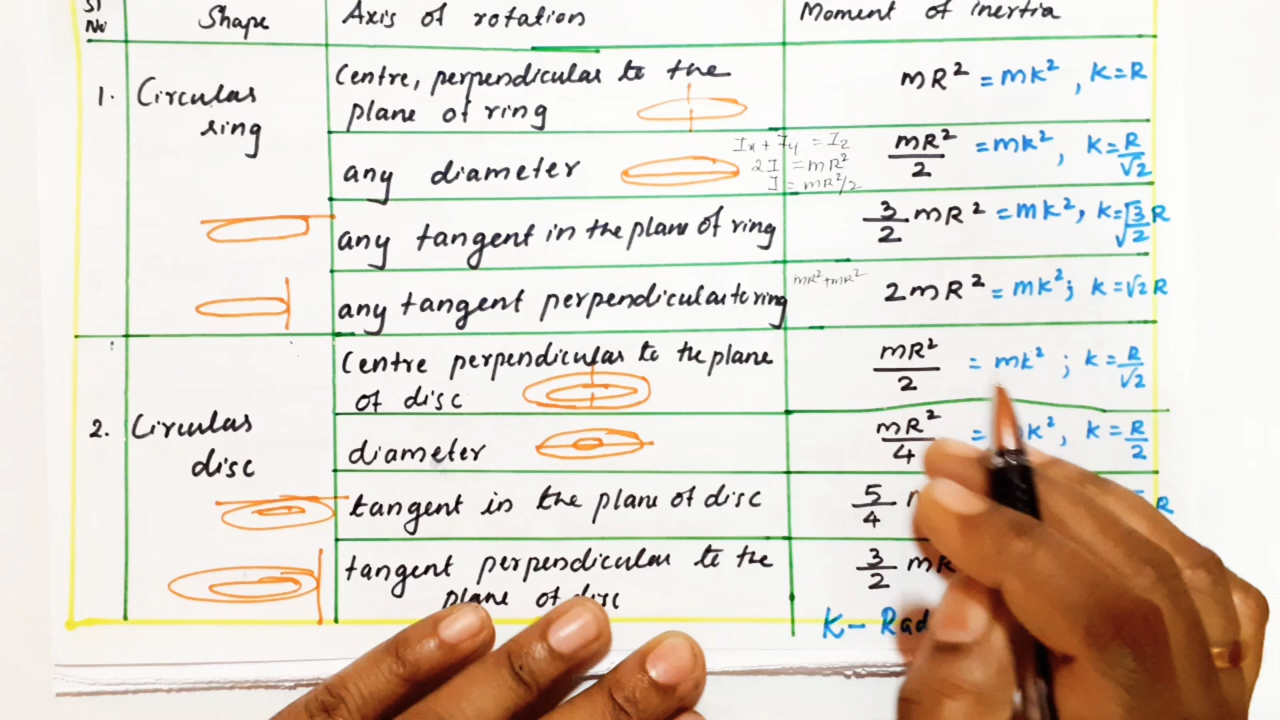 Sl No Shape Axis of rotation Moment of inertia
1. Circular ring
Centre, perpendicular to the
plane of ring
mR² = mk², k=R
any diameter
Ix + Iy = Iz
2I = mR²
I = mR²/2
mR²/2 = mk², k= R/√2
any tangent in the plane of ring
3/2 mR² = mk², k=√3/2 R
any tangent perpendicular to ring
mR²+mR²
2mR² = mk²; k=√2 R
2. Circular disc
Centre perpendicular to the plane
of disc
mR²/2 = mk²; k= R/√2
diameter
mR²/4 = k², k= R/2
tangent in the plane of disc
5/4 m R
tangent perpendicular to the
plane of disc
3/2 mR
K - Rad